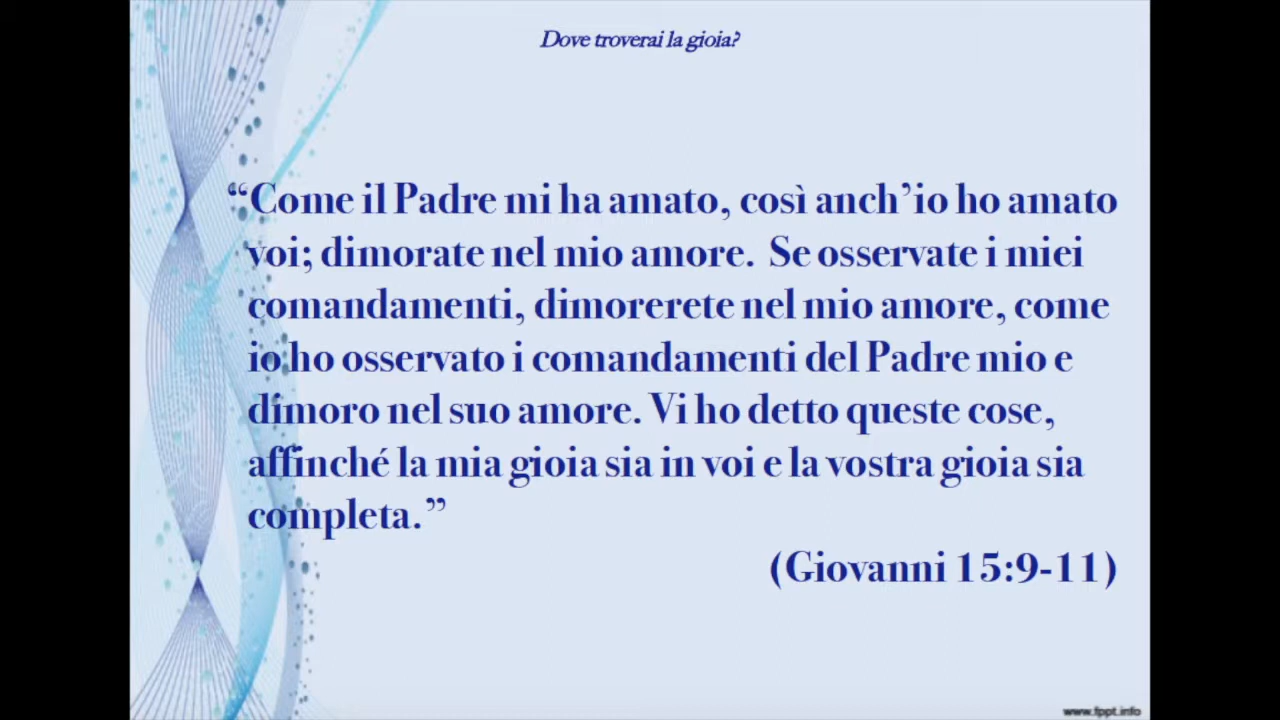 Dove troverai la gioia?
“Come il Padre mi ha amato, così anch’io ho amato
voi; dimorate nel mio amore.  Se osservate i miei
comandamenti, dimorerete nel mio amore, come
io ho osservato i comandamenti del Padre mio e
dimoro nel suo amore. Vi ho detto queste cose,
affinché la mia gioia sia in voi e la vostra gioia sia
completa.”
(Giovanni 15:9-11)
www.fppt.info